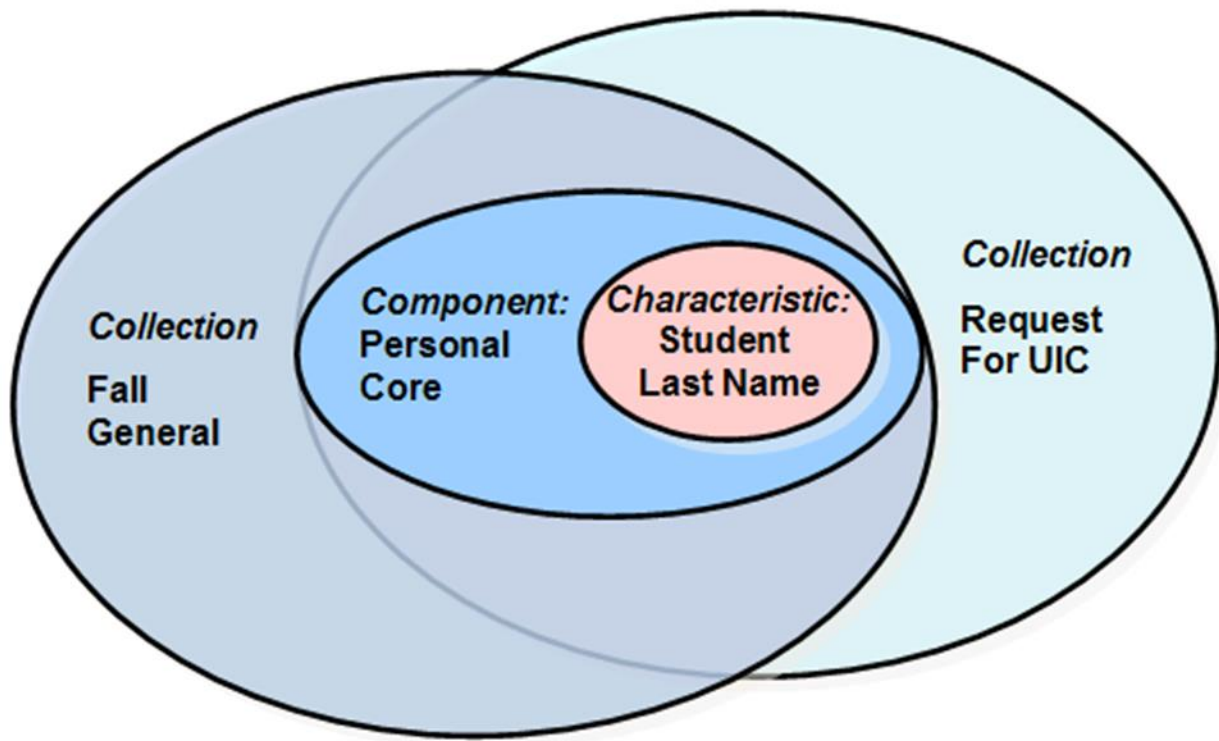 Collection
Fall
General
Component:
Personal
Core
Characteristic:
Student
Last Name
Collection
Request
For UIC